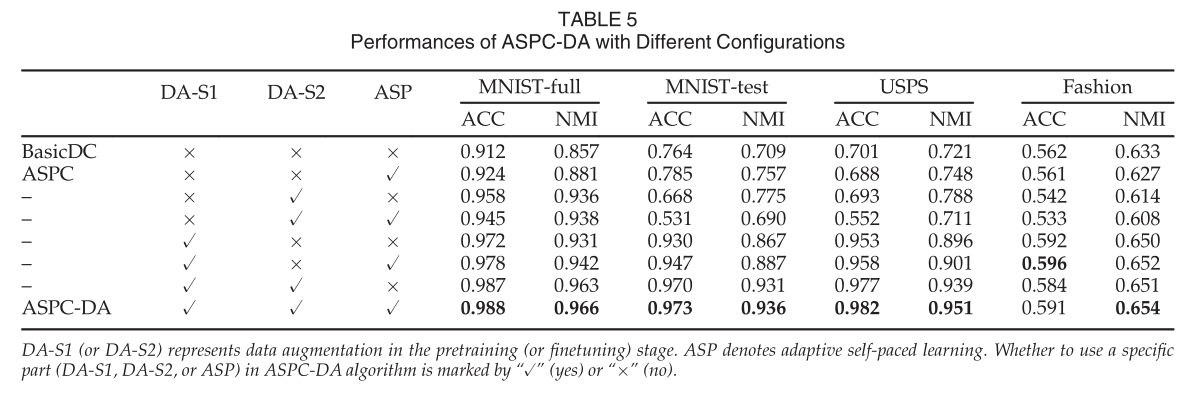 TABLE 5
Performances of ASPC-DA with Different Configurations
DA-S1 DA-S2 ASP MNIST-full MNIST-test USPS Fashion
ACC NMI ACC NMI ACC NMI ACC NMI
BasicDC × × × 0.912 0.857 0.764 0.709 0.701 0.721 0.562 0.633
ASPC × × ✓ 0.924 0.881 0.785 0.757 0.688 0.748 0.561 0.627
– × ✓ × 0.958 0.936 0.668 0.775 0.693 0.788 0.542 0.614
– × ✓ ✓ 0.945 0.938 0.531 0.690 0.552 0.711 0.533 0.608
– ✓ × × 0.972 0.931 0.930 0.867 0.953 0.896 0.592 0.650
– ✓ × ✓ 0.978 0.942 0.947 0.887 0.958 0.901 0.596 0.652
– ✓ ✓ × 0.987 0.963 0.970 0.931 0.977 0.939 0.584 0.651
ASPC-DA ✓ ✓ ✓ 0.988 0.966 0.973 0.936 0.982 0.951 0.591 0.654
DA-S1 (or DA-S2) represents data augmentation in the pretraining (or finetuning) stage. ASP denotes adaptive self-paced learning. Whether to use a specific
part (DA-S1, DA-S2, or ASP) in ASPC-DA algorithm is marked by “✓” (yes) or “×” (no).